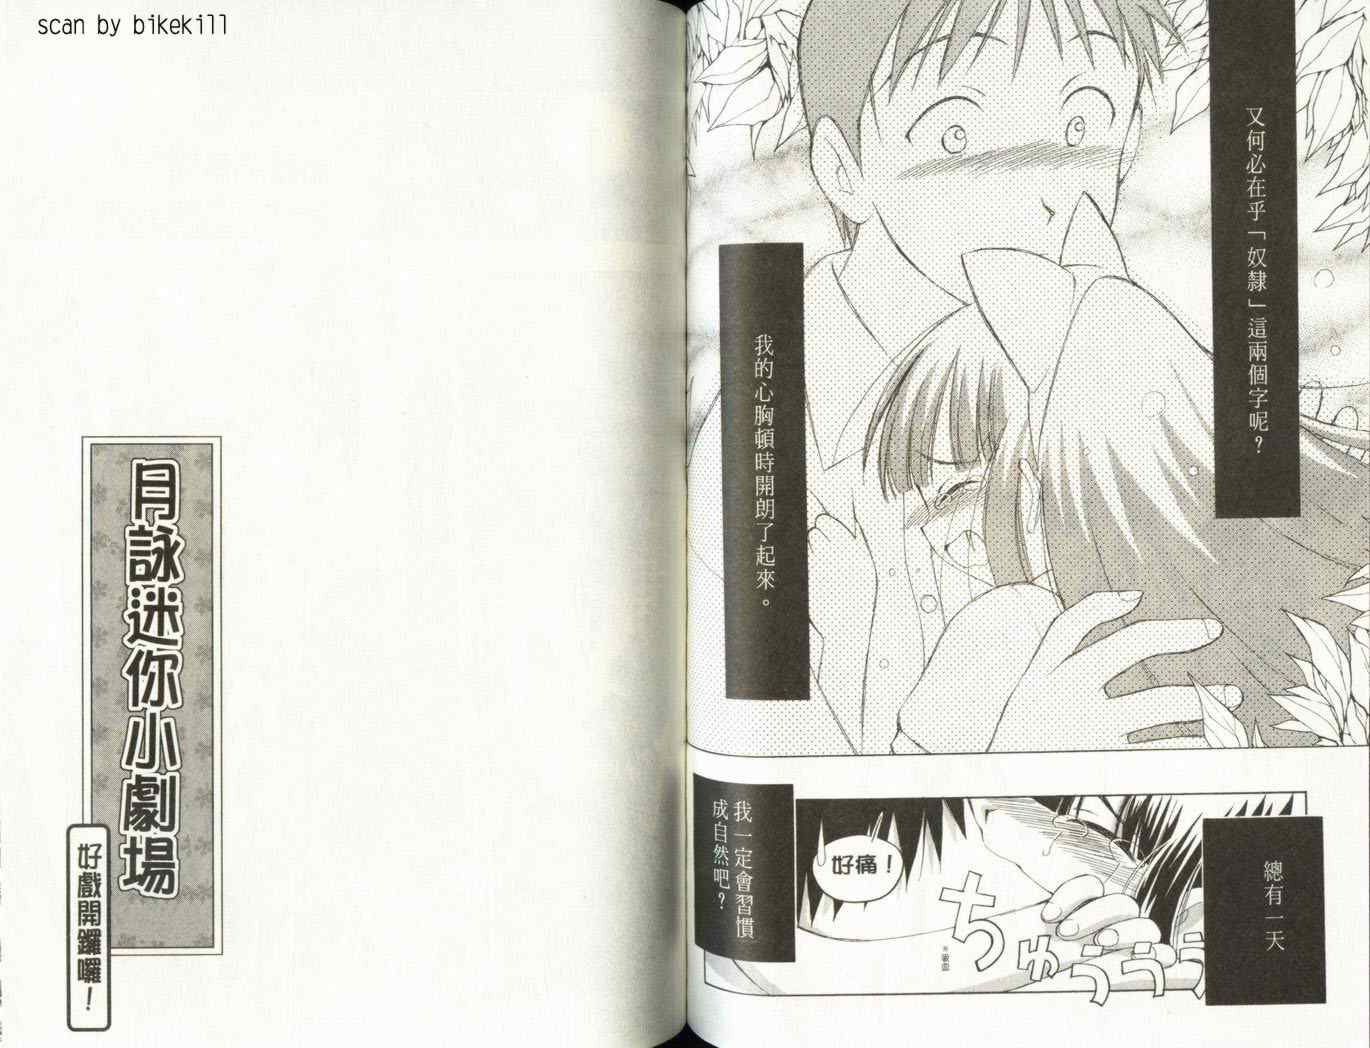 scan by bikekill
又何必在乎「奴隸」這兩個字呢？
我的心胸頓時開朗了起來。
總有一天
好痛！
ちゅううう
我一定會習慣
成自然吧？
月詠迷你小劇場
好戲開鑼囉！